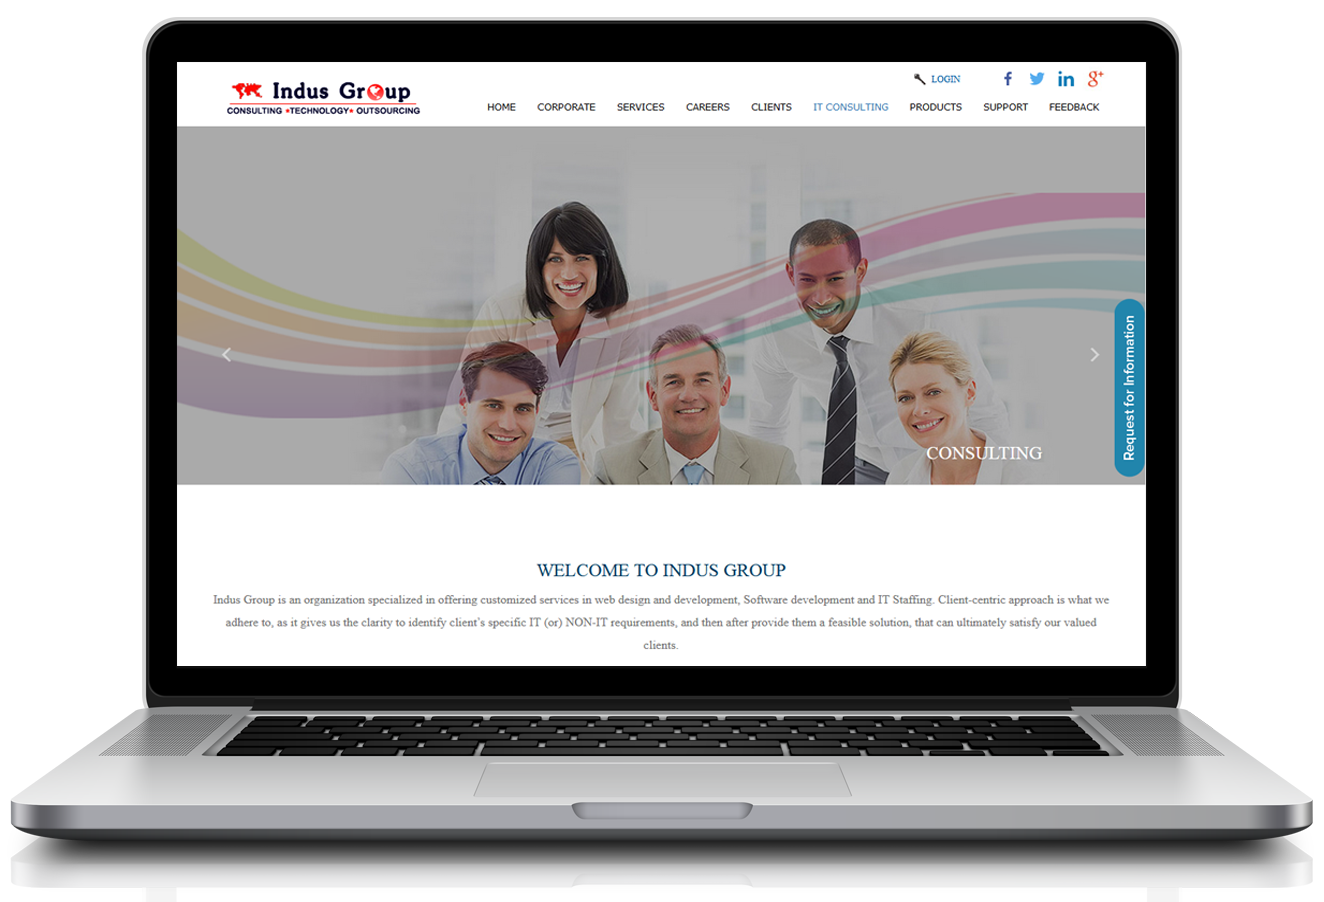 LOGIN
f
in
g+
Indus Group
CONSULTING ★TECHNOLOGY★ OUTSOURCING
HOME CORPORATE SERVICES CAREERS CLIENTS IT CONSULTING PRODUCTS SUPPORT FEEDBACK
Request for Information
CONSULTING
WELCOME TO INDUS GROUP
Indus Group is an organization specialized in offering customized services in web design and development, Software development and IT Staffing. Client-centric approach is what we
adhere to, as it gives us the clarity to identify client’s specific IT (or) NON-IT requirements, and then after provide them a feasible solution, that can ultimately satisfy our valued
clients.